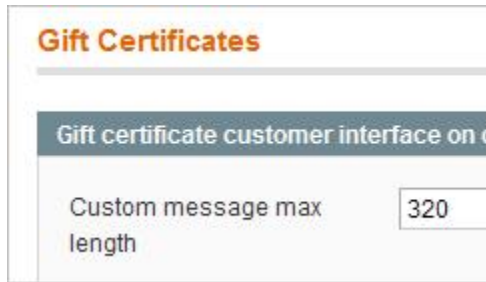 Gift Certificates
Gift certificate customer interface on
Custom message max
320
length